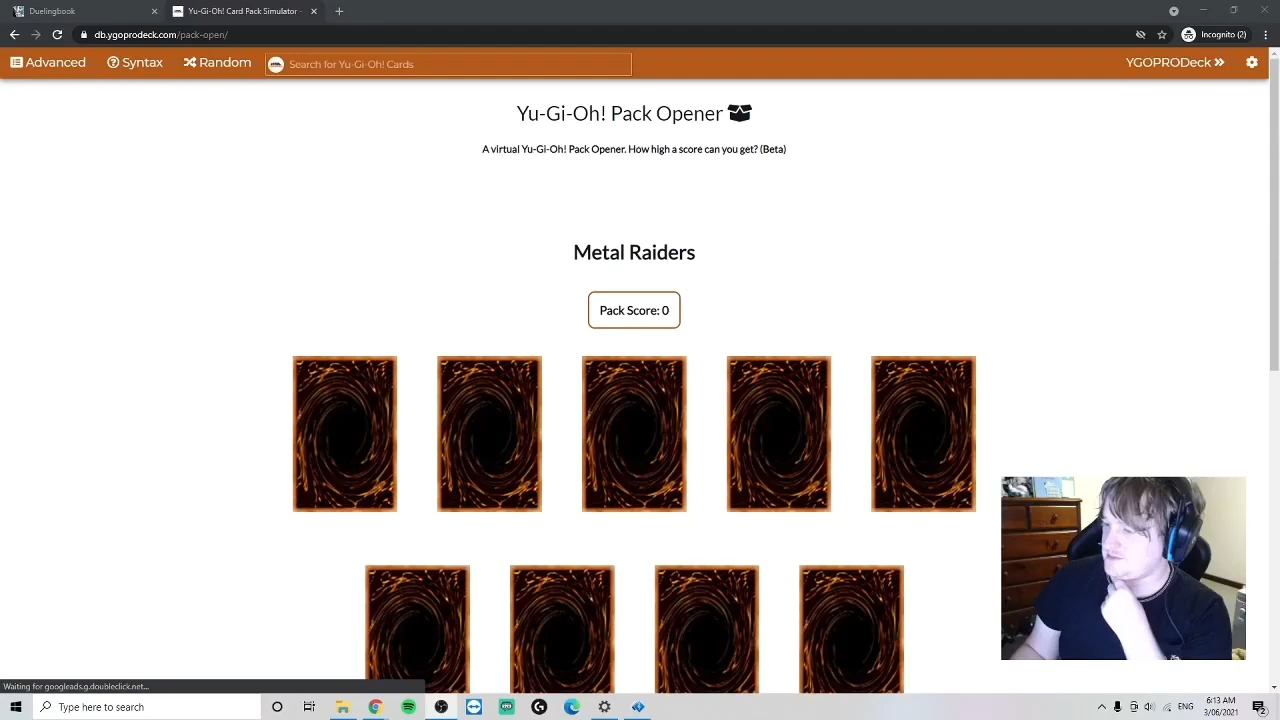 Duelingbook
Yu-Gi-Oh! Card Pack Simulator -
db.ygoprodeck.com/pack-open/
Incognito (2)
Advanced
Syntax
Random
Search for Yu-Gi-Oh! Cards
YGOPRODeck
Yu-Gi-Oh! Pack Opener
A virtual Yu-Gi-Oh! Pack Opener. How high a score can you get? (Beta)
Metal Raiders
Pack Score: 0
Waiting for googleads.g.doubleclick.net...
Type here to search
ENG
6:13 AM
3/06/2021
2